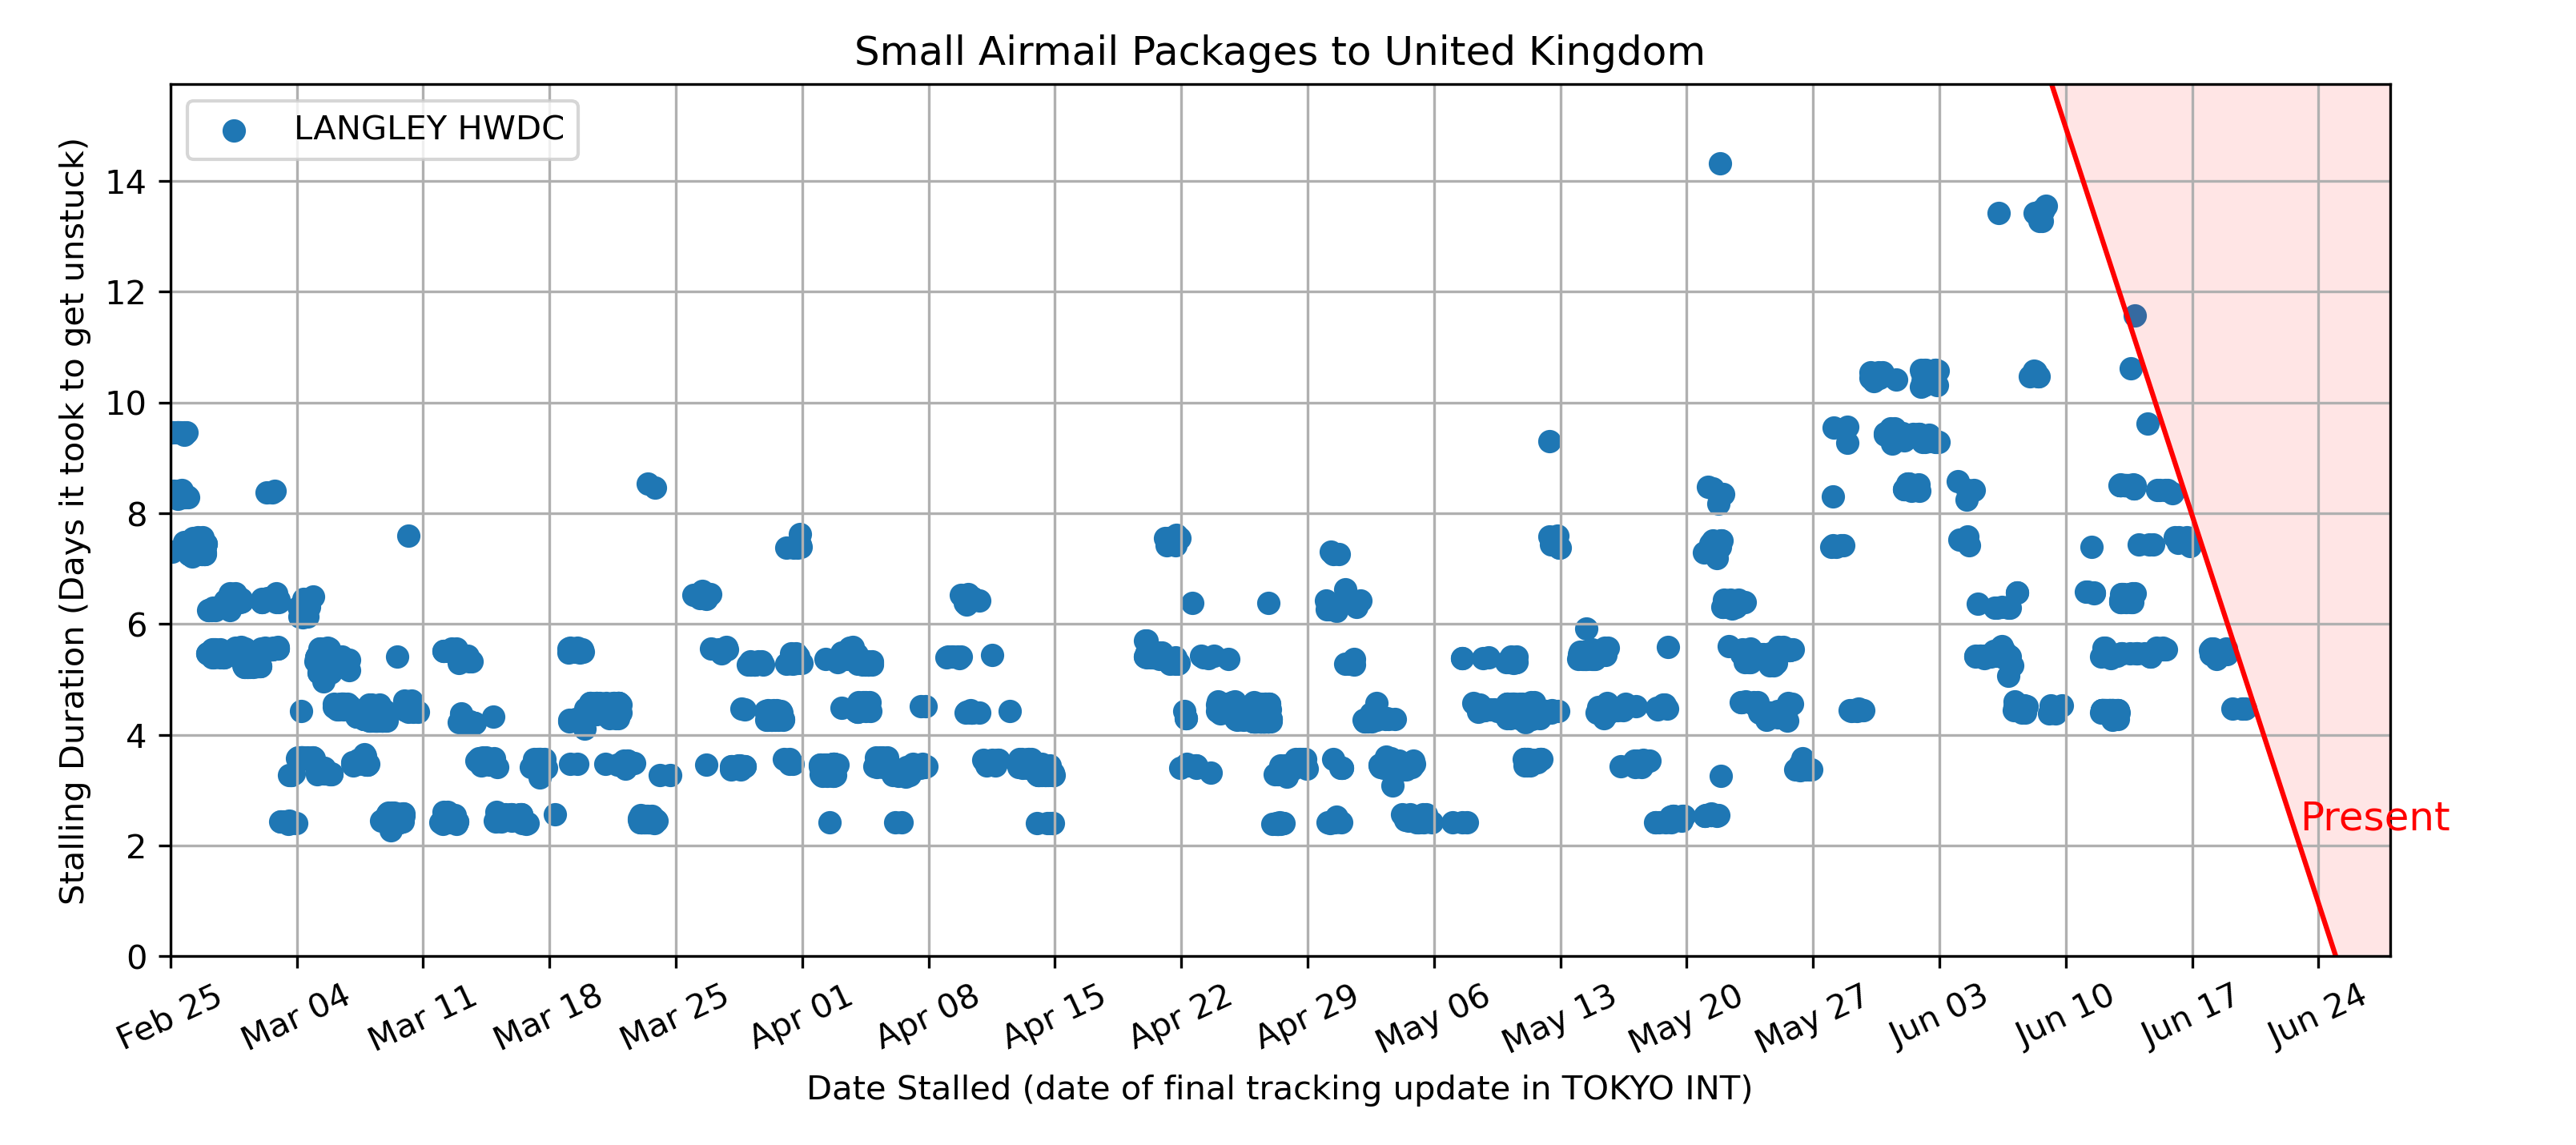 Small Airmail Packages to United Kingdom
LANGLEY HWDC
Stalling Duration (Days it took to get unstuck)
14
12
10
8
6
4
2
0
Present
Feb 25
Mar 04
Mar 11
Mar 18
Mar 25
Apr 01
Apr 08
Apr 15
Apr 22
Apr 29
May 06
May 13
May 20
May 27
Jun 03
Jun 10
Jun 17
Jun 24
Date Stalled (date of final tracking update in TOKYO INT)